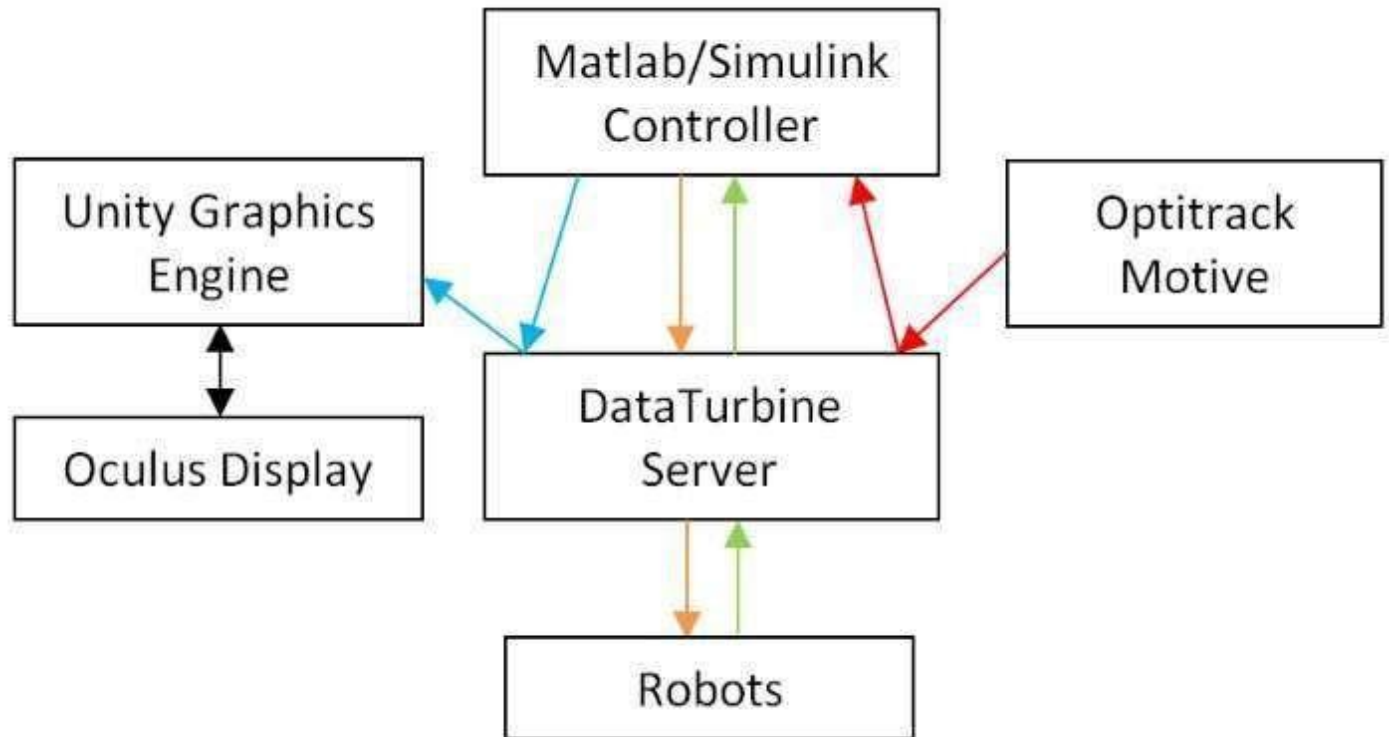 Matlab/Simulink
Controller
Unity Graphics
Engine
Optitrack
Motive
DataTurbine
Server
Oculus Display
Robots